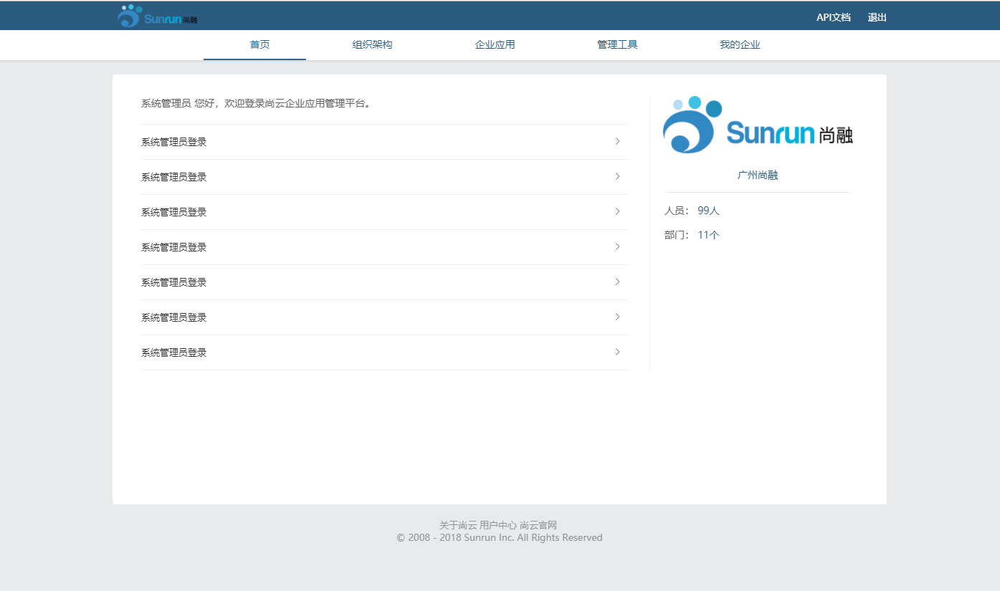 Sunrun 尚融
API文档 退出
首页 组织架构 企业应用 管理工具 我的企业
系统管理员 您好，欢迎登录尚云企业应用管理平台。
系统管理员登录
系统管理员登录
系统管理员登录
系统管理员登录
系统管理员登录
系统管理员登录
系统管理员登录
Sunrun 尚融
广州尚融
人员： 99人
部门： 11个
关于尚云 用户中心 尚云官网
© 2008 - 2018 Sunrun Inc. All Rights Reserved